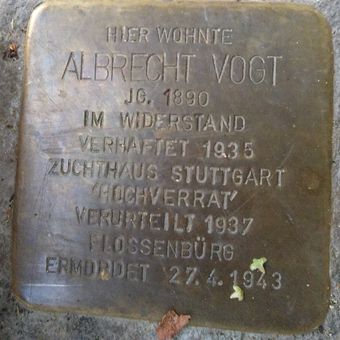 HIER WOHNTE
ALBRECHT VOGT
JG. 1890
IM WIDERSTAND
VERHAFTET 1935
ZUCHTHAUS STUTTGART
'HOCHVERRAT'
VERURTEILT 1937
FLOSSENBÜRG
ERMORDET 27.4.1943